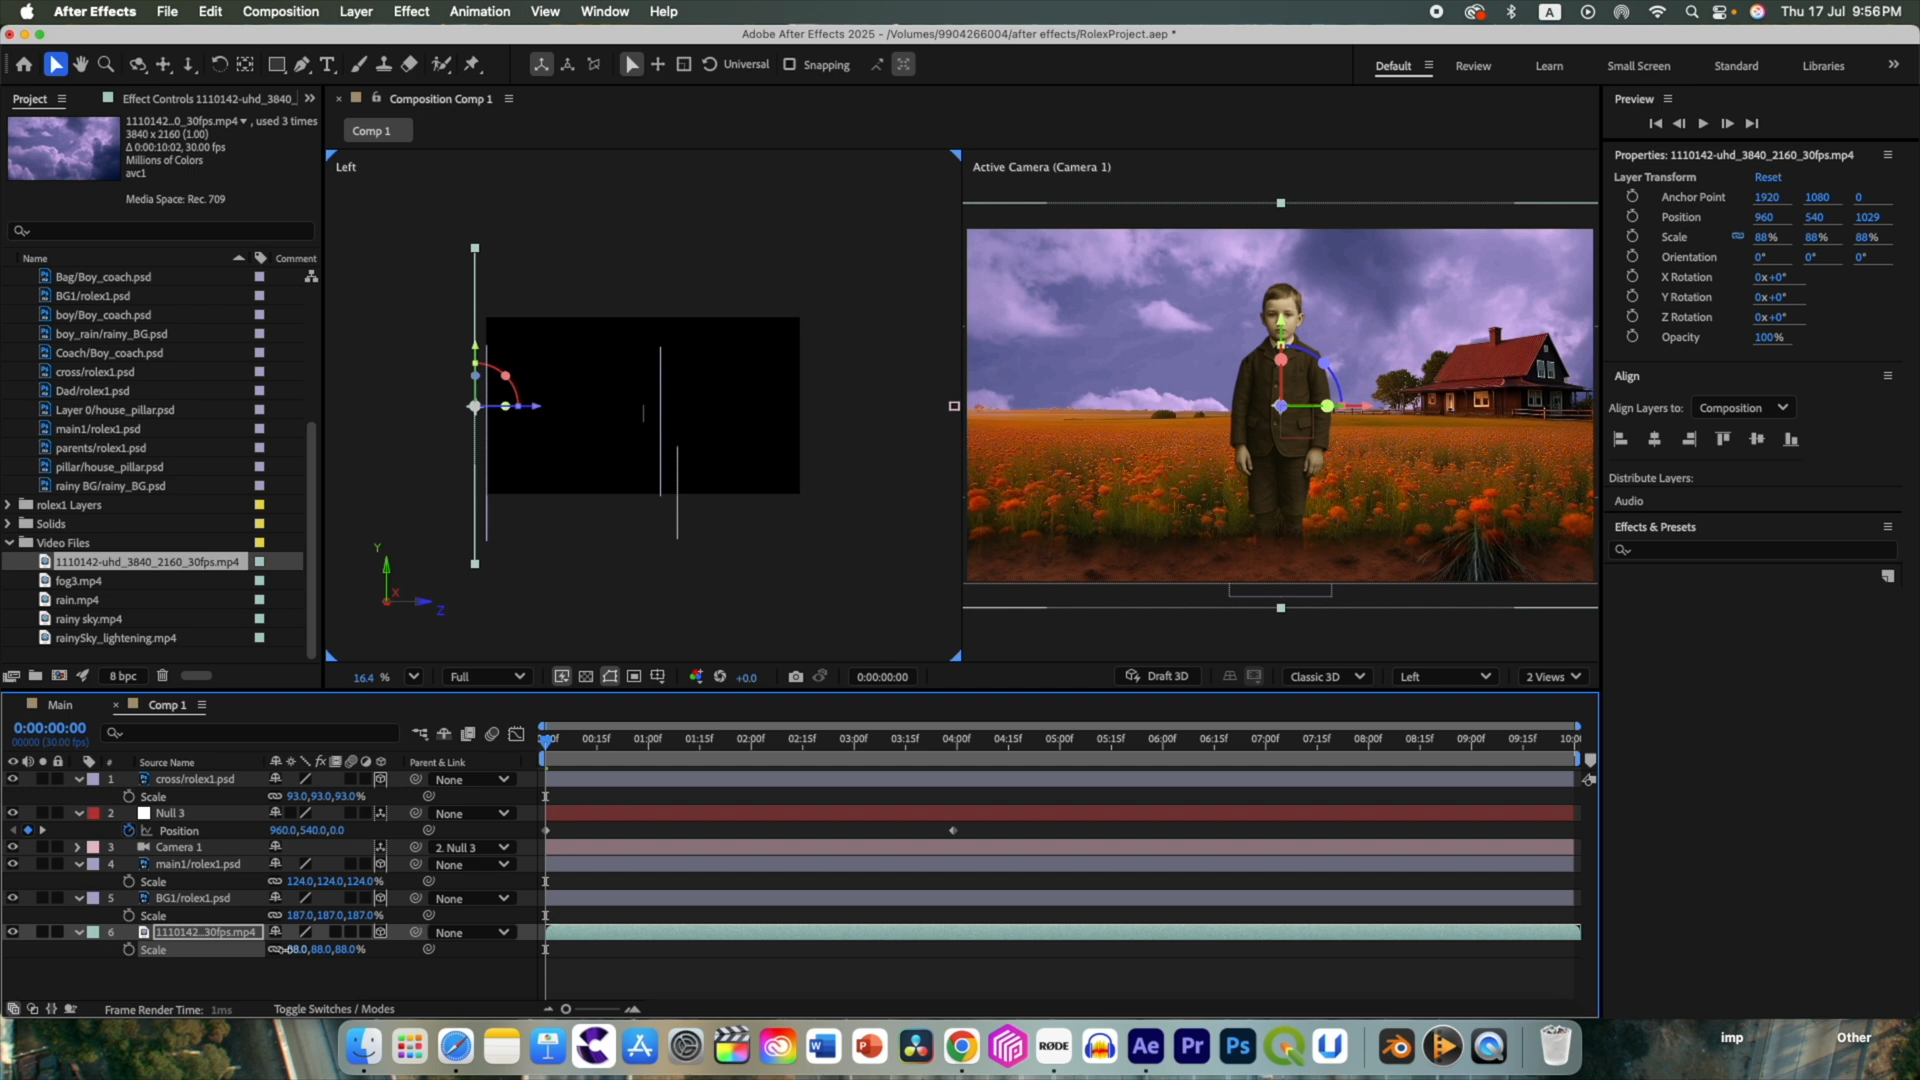 After Effects File Edit Composition Layer Effect Animation View Window Help A Thu 17 Jul 9:56PM
Adobe After Effects 2025 - /Volumes/9904266004/after effects/RolexProject.aep *
Universal Snapping Default Review Learn Small Screen Standard Libraries
Project Effect Controls 1110142-uhd_3840_
1110142..0_30fps.mp4 , used 3 times
3840 x 2160 (1.00)
Δ 0:00:10:02, 30.00 fps
Millions of Colors
avc1
Media Space: Rec. 709
Name Comment
Bag/Boy_coach.psd
BG1/rolex1.psd
boy/Boy_coach.psd
boy_rain/rainy_BG.psd
Coach/Boy_coach.psd
cross/rolex1.psd
Dad/rolex1.psd
Layer 0/house_pillar.psd
main1/rolex1.psd
parents/rolex1.psd
pillar/house_pillar.psd
rainy BG/rainy_BG.psd
rolex1 Layers
Solids
Video Files
1110142-uhd_3840_2160_30fps.mp4
fog3.mp4
rain.mp4
rainy sky.mp4
rainySky_lightening.mp4
8 bpc
Composition Comp 1
Comp 1
Left
Y
X
Z
Active Camera (Camera 1)
16.4 % Full +0.0 0:00:00:00 Draft 3D Classic 3D Left 2 Views
Preview
Properties: 1110142-uhd_3840_2160_30fps.mp4
Layer Transform Reset
Anchor Point 1920 1080 0
Position 960 540 1029
Scale 88% 88% 88%
Orientation 0° 0° 0°
X Rotation 0x+0°
Y Rotation 0x+0°
Z Rotation 0x+0°
Opacity 100%
Align
Align Layers to: Composition
Distribute Layers:
Audio
Effects & Presets
Main Comp 1
0:00:00:00
00000 (30.00 fps)
00:15f 01:00f 01:15f 02:00f 02:15f 03:00f 03:15f 04:00f 04:15f 05:00f 05:15f 06:00f 06:15f 07:00f 07:15f 08:00f 08:15f 09:00f 09:15f
# Source Name fx Parent & Link
1 cross/rolex1.psd None
Scale 93.0,93.0,93.0%
2 Null 3 None
Position 960.0,540.0,0.0
3 Camera 1 2. Null 3
4 main1/rolex1.psd None
Scale 124.0,124.0,124.0%
5 BG1/rolex1.psd None
Scale 187.0,187.0,187.0%
6 1110142..30fps.mp4 None
Scale 88.0,88.0,88.0%
Frame Render Time: 1ms Toggle Switches / Modes
W P RØDE Ae Pr Ps U
imp Other